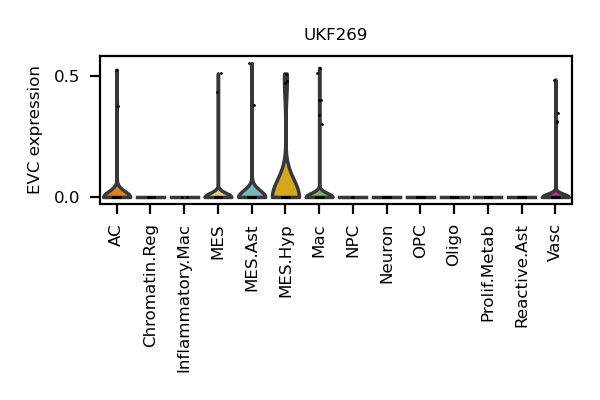 UKF269
EVC expression
0.5
0.0
AC
Chromatin.Reg
Inflammatory.Mac
MES
MES.Ast
MES.Hyp
Mac
NPC
Neuron
OPC
Oligo
Prolif.Metab
Reactive.Ast
Vasc